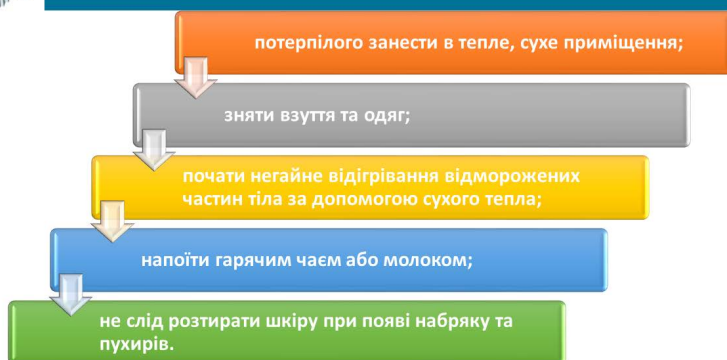 потерпілого занести в тепле, сухе приміщення;
зняти взуття та одяг;
почати негайне відігрівання відморожених
частин тіла за допомогою сухого тепла;
напоїти гарячим чаєм або молоком;
не слід розтирати шкіру при появі набряку та
пухирів.